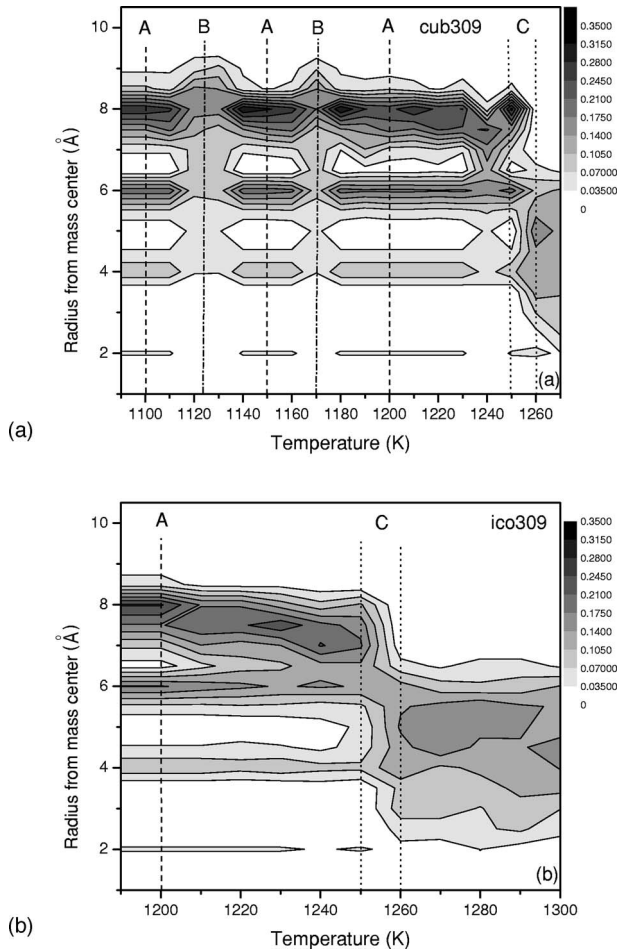 A B A B A cub309 C
10
8
6
4
2
Radius from mass center (Å)
1100 1120 1140 1160 1180 1200 1220 1240 1260
Temperature (K)
0.3500
0.3150
0.2800
0.2450
0.2100
0.1750
0.1400
0.1050
0.07000
0.03500
0
(a)
(a)
A C ico309
10
8
6
4
2
Radius from mass center (Å)
1200 1220 1240 1260 1280 1300
Temperature (K)
0.3500
0.3150
0.2800
0.2450
0.2100
0.1750
0.1400
0.1050
0.07000
0.03500
0
(b)
(b)